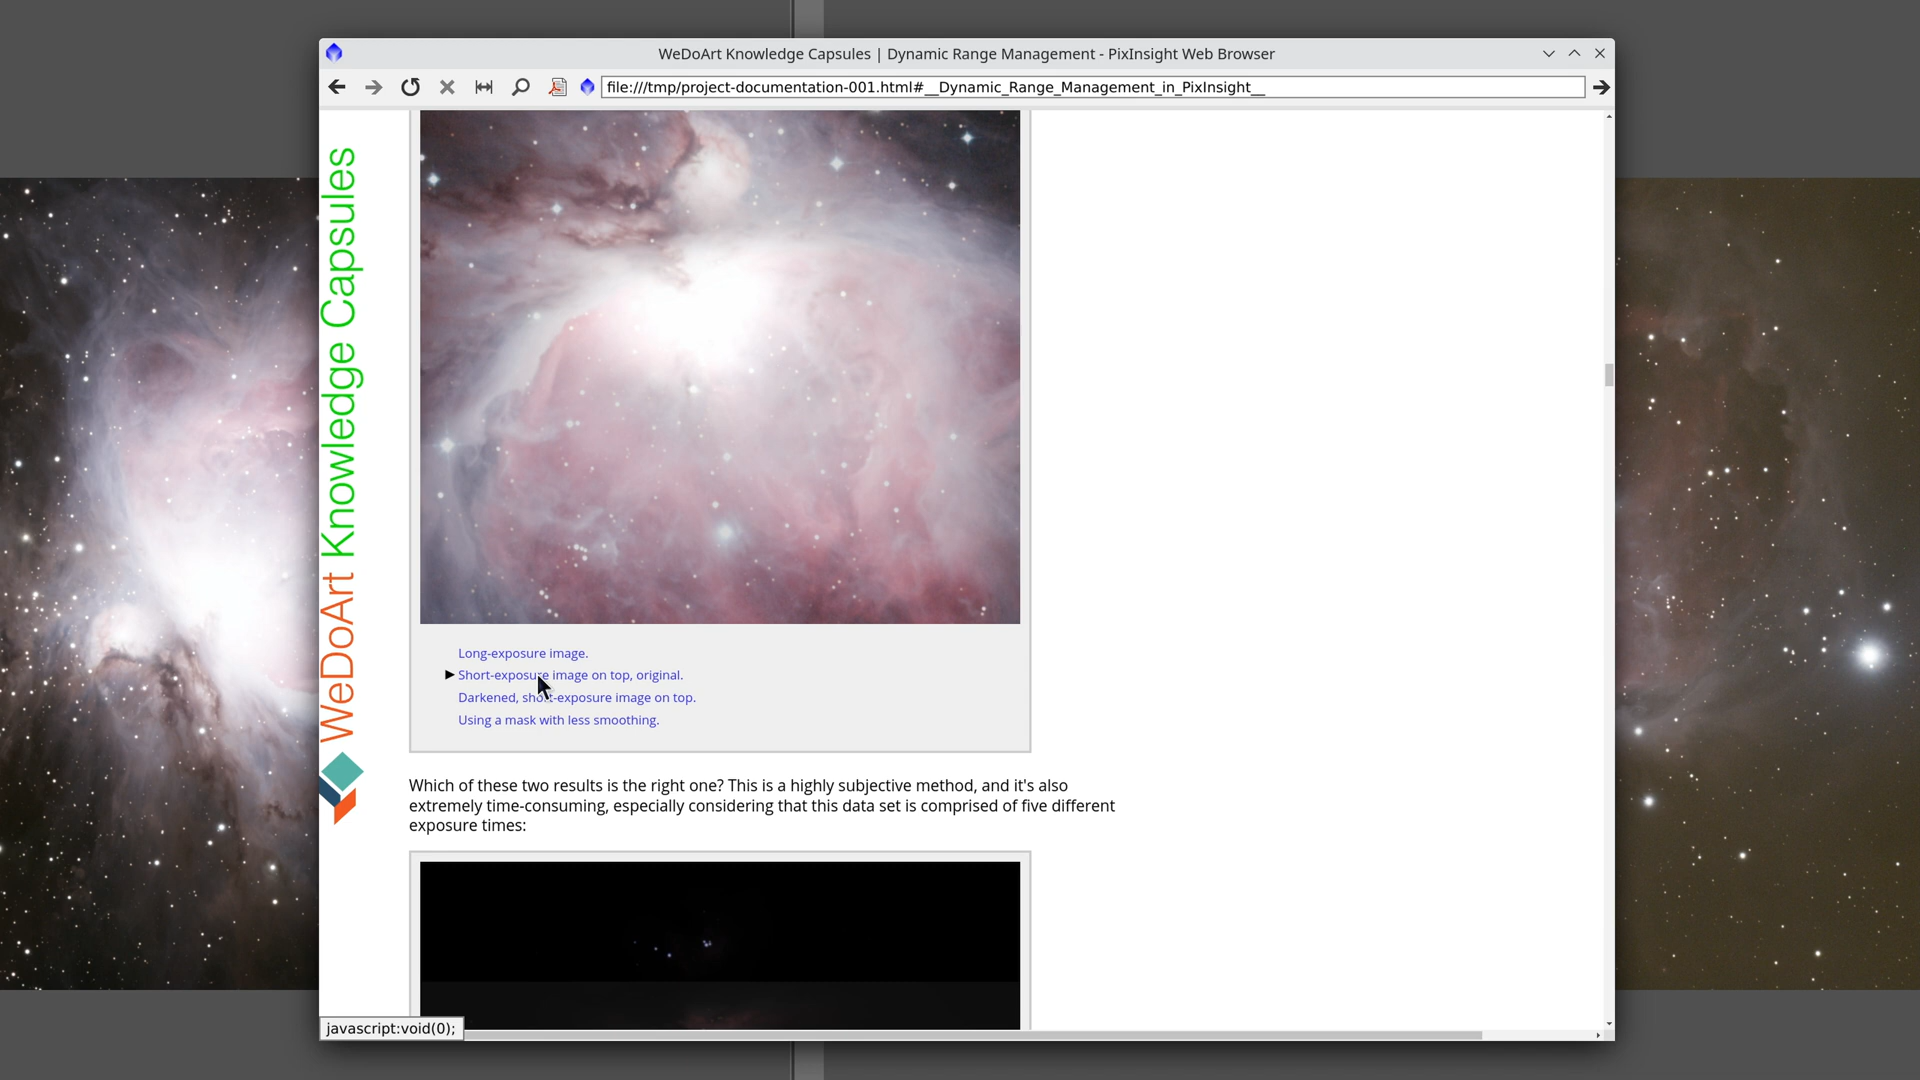 WeDoArt Knowledge Capsules | Dynamic Range Management - PixInsight Web Browser
file:///tmp/project-documentation-001.html#__Dynamic_Range_Management_in_PixInsight__
WeDoArt Knowledge Capsules
Long-exposure image.
Short-exposure image on top, original.
Darkened, short-exposure image on top.
Using a mask with less smoothing.
Which of these two results is the right one? This is a highly subjective method, and it's also
extremely time-consuming, especially considering that this data set is comprised of five different
exposure times:
javascript:void(0);